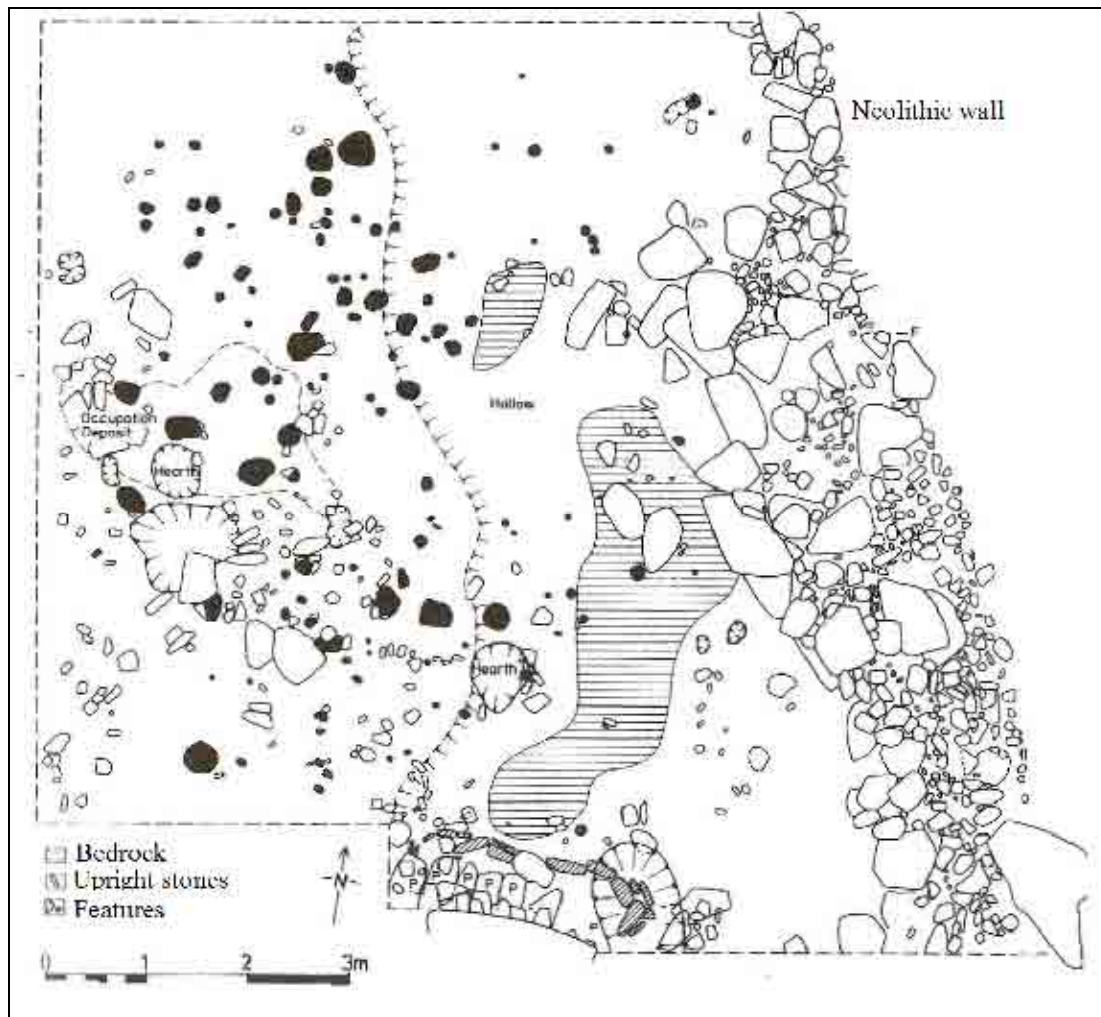 Neolithic wall
F
Hollow
Occupation
Deposit
Hearth
Hearth
Bedrock
Upright stones
Features
N
P P P P P
0 1 2 3m